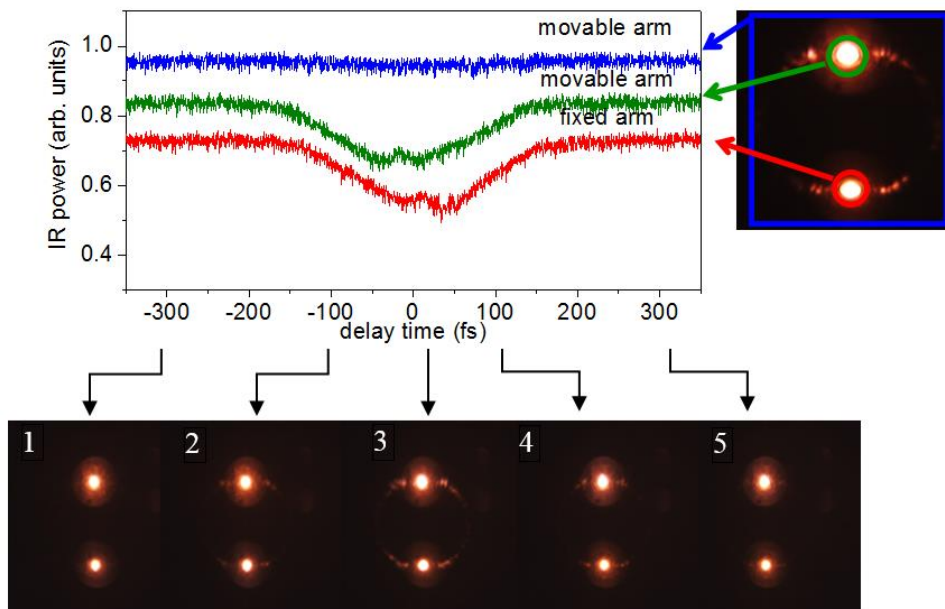 movable arm
movable arm
fixed arm
IR power (arb. units)
1.0
0.8
0.6
0.4
-300 -200 -100 0 100 200 300
delay time (fs)
1 2 3 4 5